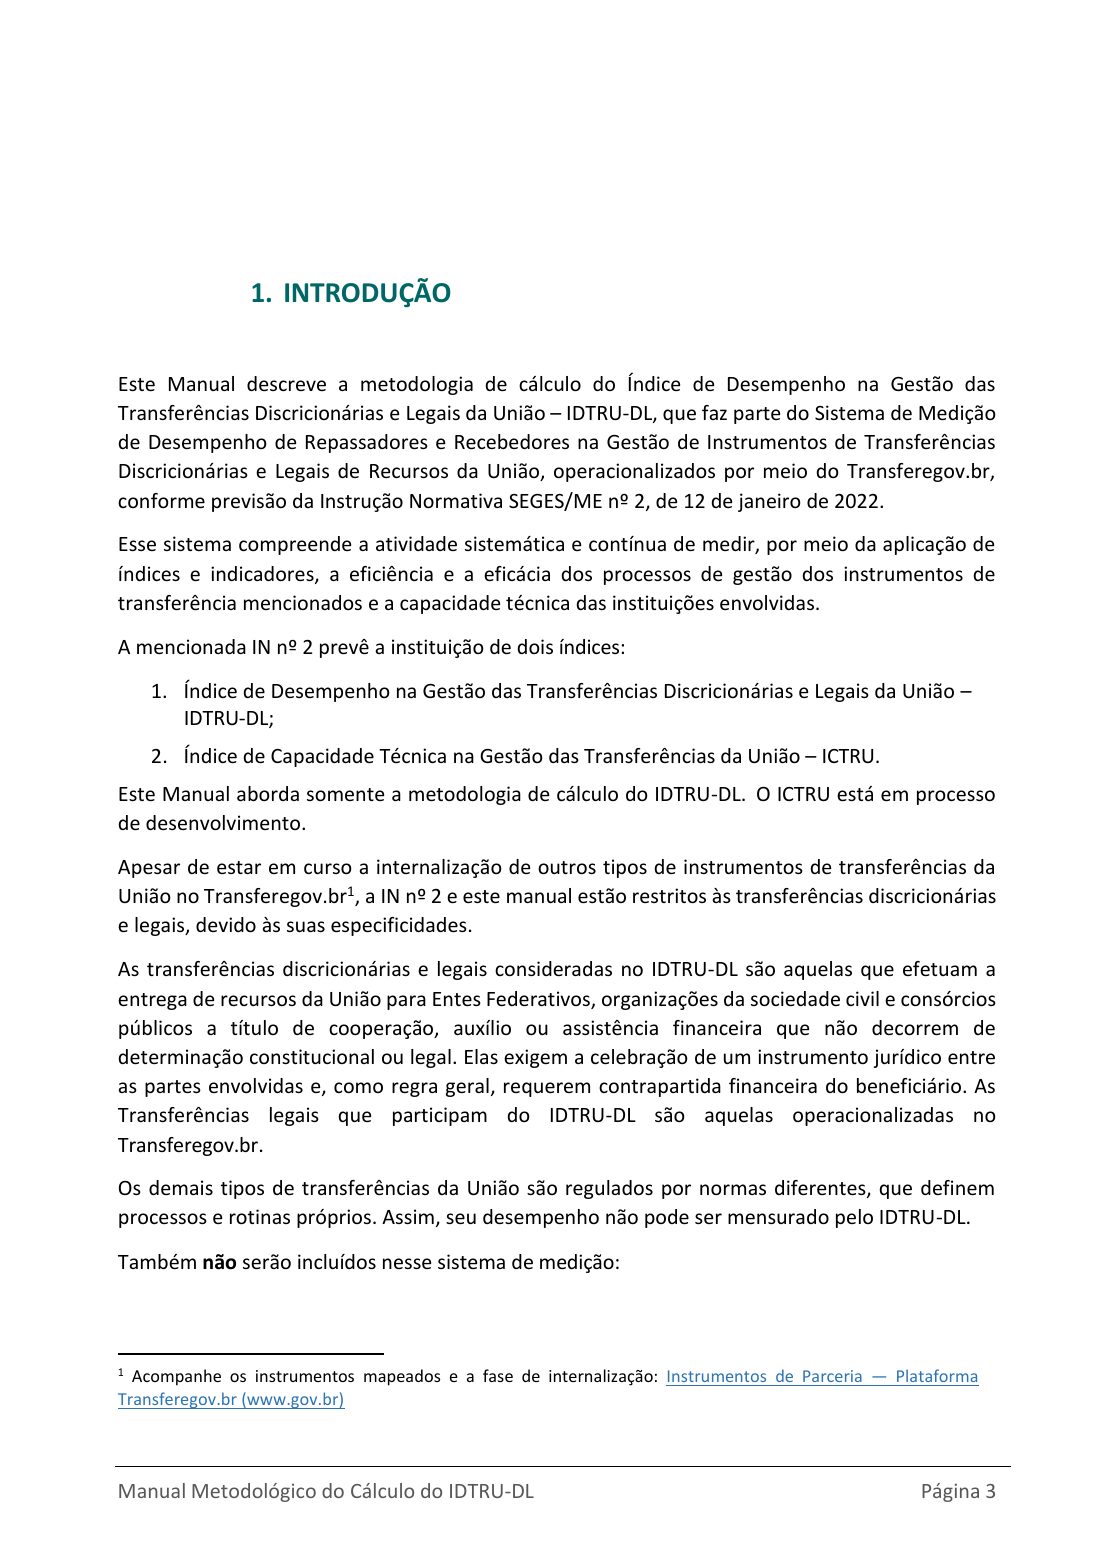 1. INTRODUÇÃO
Este Manual descreve a metodologia de cálculo do Índice de Desempenho na Gestão das
Transferências Discricionárias e Legais da União – IDTRU-DL, que faz parte do Sistema de Medição
de Desempenho de Repassadores e Recebedores na Gestão de Instrumentos de Transferências
Discricionárias e Legais de Recursos da União, operacionalizados por meio do Transferegov.br,
conforme previsão da Instrução Normativa SEGES/ME nº 2, de 12 de janeiro de 2022.
Esse sistema compreende a atividade sistemática e contínua de medir, por meio da aplicação de
índices e indicadores, a eficiência e a eficácia dos processos de gestão dos instrumentos de
transferência mencionados e a capacidade técnica das instituições envolvidas.
A mencionada IN nº 2 prevê a instituição de dois índices:
1. Índice de Desempenho na Gestão das Transferências Discricionárias e Legais da União –
IDTRU-DL;
2. Índice de Capacidade Técnica na Gestão das Transferências da União – ICTRU.
Este Manual aborda somente a metodologia de cálculo do IDTRU-DL. O ICTRU está em processo
de desenvolvimento.
Apesar de estar em curso a internalização de outros tipos de instrumentos de transferências da
União no Transferegov.br¹, a IN nº 2 e este manual estão restritos às transferências discricionárias
e legais, devido às suas especificidades.
As transferências discricionárias e legais consideradas no IDTRU-DL são aquelas que efetuam a
entrega de recursos da União para Entes Federativos, organizações da sociedade civil e consórcios
públicos a título de cooperação, auxílio ou assistência financeira que não decorrem de
determinação constitucional ou legal. Elas exigem a celebração de um instrumento jurídico entre
as partes envolvidas e, como regra geral, requerem contrapartida financeira do beneficiário. As
Transferências legais que participam do IDTRU-DL são aquelas operacionalizadas no
Transferegov.br.
Os demais tipos de transferências da União são regulados por normas diferentes, que definem
processos e rotinas próprios. Assim, seu desempenho não pode ser mensurado pelo IDTRU-DL.
Também não serão incluídos nesse sistema de medição:
¹ Acompanhe os instrumentos mapeados e a fase de internalização: Instrumentos de Parceria — Plataforma
Transferegov.br (www.gov.br)
Manual Metodológico do Cálculo do IDTRU-DL Página 3